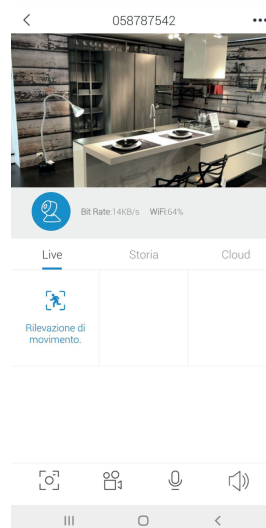 058787542
Bit Rate:14KB/s WiFi:64%
Live Storia Cloud
Rilevazione di
movimento.